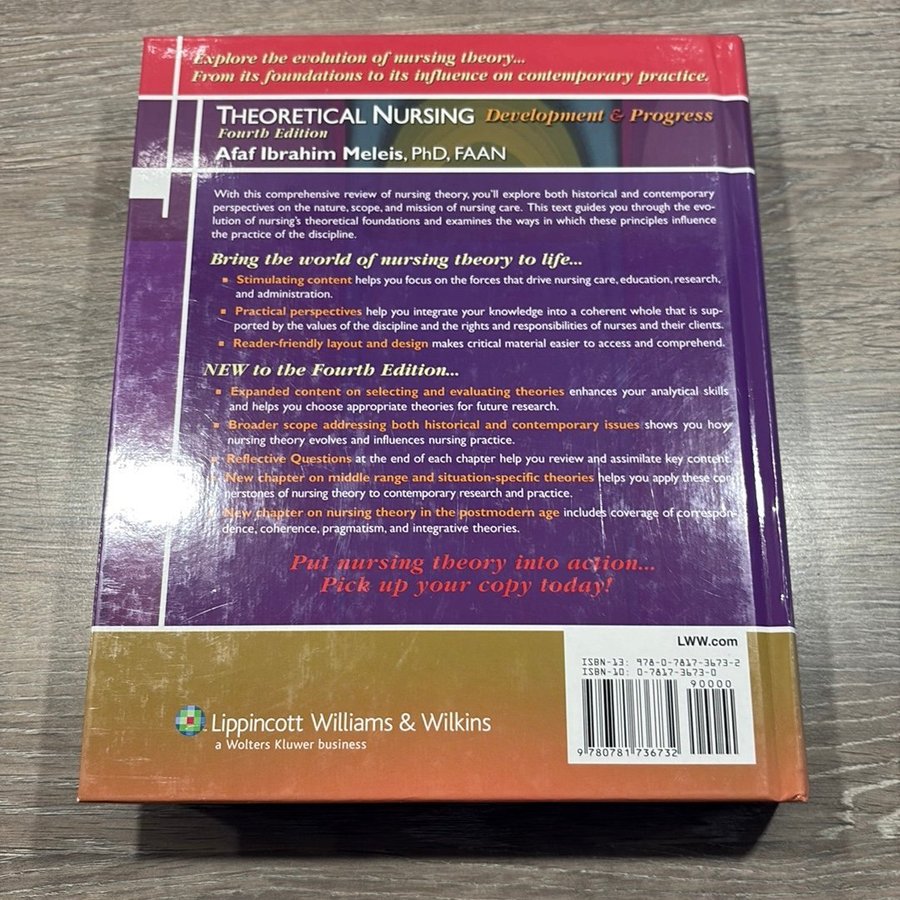 Explore the evolution of nursing theory...
From its foundations to its influence on contemporary practice.
THEORETICAL NURSING Development & Progress
Fourth Edition
Afaf Ibrahim Meleis, PhD, FAAN
With this comprehensive review of nursing theory, you'll explore both historical and contemporary
perspectives on the nature, scope, and mission of nursing care. This text guides you through the evo-
lution of nursing's theoretical foundations and examines the ways in which these principles influence
the practice of the discipline.
Bring the world of nursing theory to life...
Stimulating content helps you focus on the forces that drive nursing care, education, research,
and administration.
Practical perspectives help you integrate your knowledge into a coherent whole that is sup-
ported by the values of the discipline and the rights and responsibilities of nurses and their clients.
Reader-friendly layout and design makes critical material easier to access and comprehend.
NEW to the Fourth Edition...
Expanded content on selecting and evaluating theories enhances your analytical skills
and helps you choose appropriate theories for future research.
Broader scope addressing both historical and contemporary issues shows you how
nursing theory evolves and influences nursing practice.
Reflective Questions at the end of each chapter help you review and assimilate key content.
New chapter on middle range and situation-specific theories helps you apply these cor-
nerstones of nursing theory to contemporary research and practice.
New chapter on nursing theory in the postmodern age includes coverage of correspon-
dence, coherence, pragmatism, and integrative theories.
Put nursing theory into action...
Pick up your copy today!
LWW.com
ISBN-13: 978-0-7817-3673-2
ISBN-10: 0-7817-3673-0
90000
9 780781 736732
Lippincott Williams & Wilkins
a Wolters Kluwer business